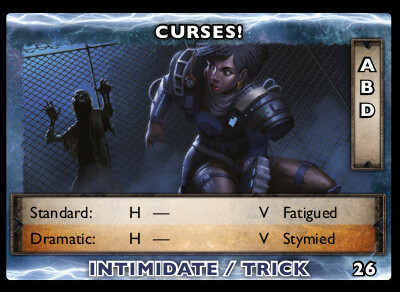 CURSES!
A
B
D
Standard: H — V Fatigued
Dramatic: H — V Stymied
INTIMIDATE / TRICK 26